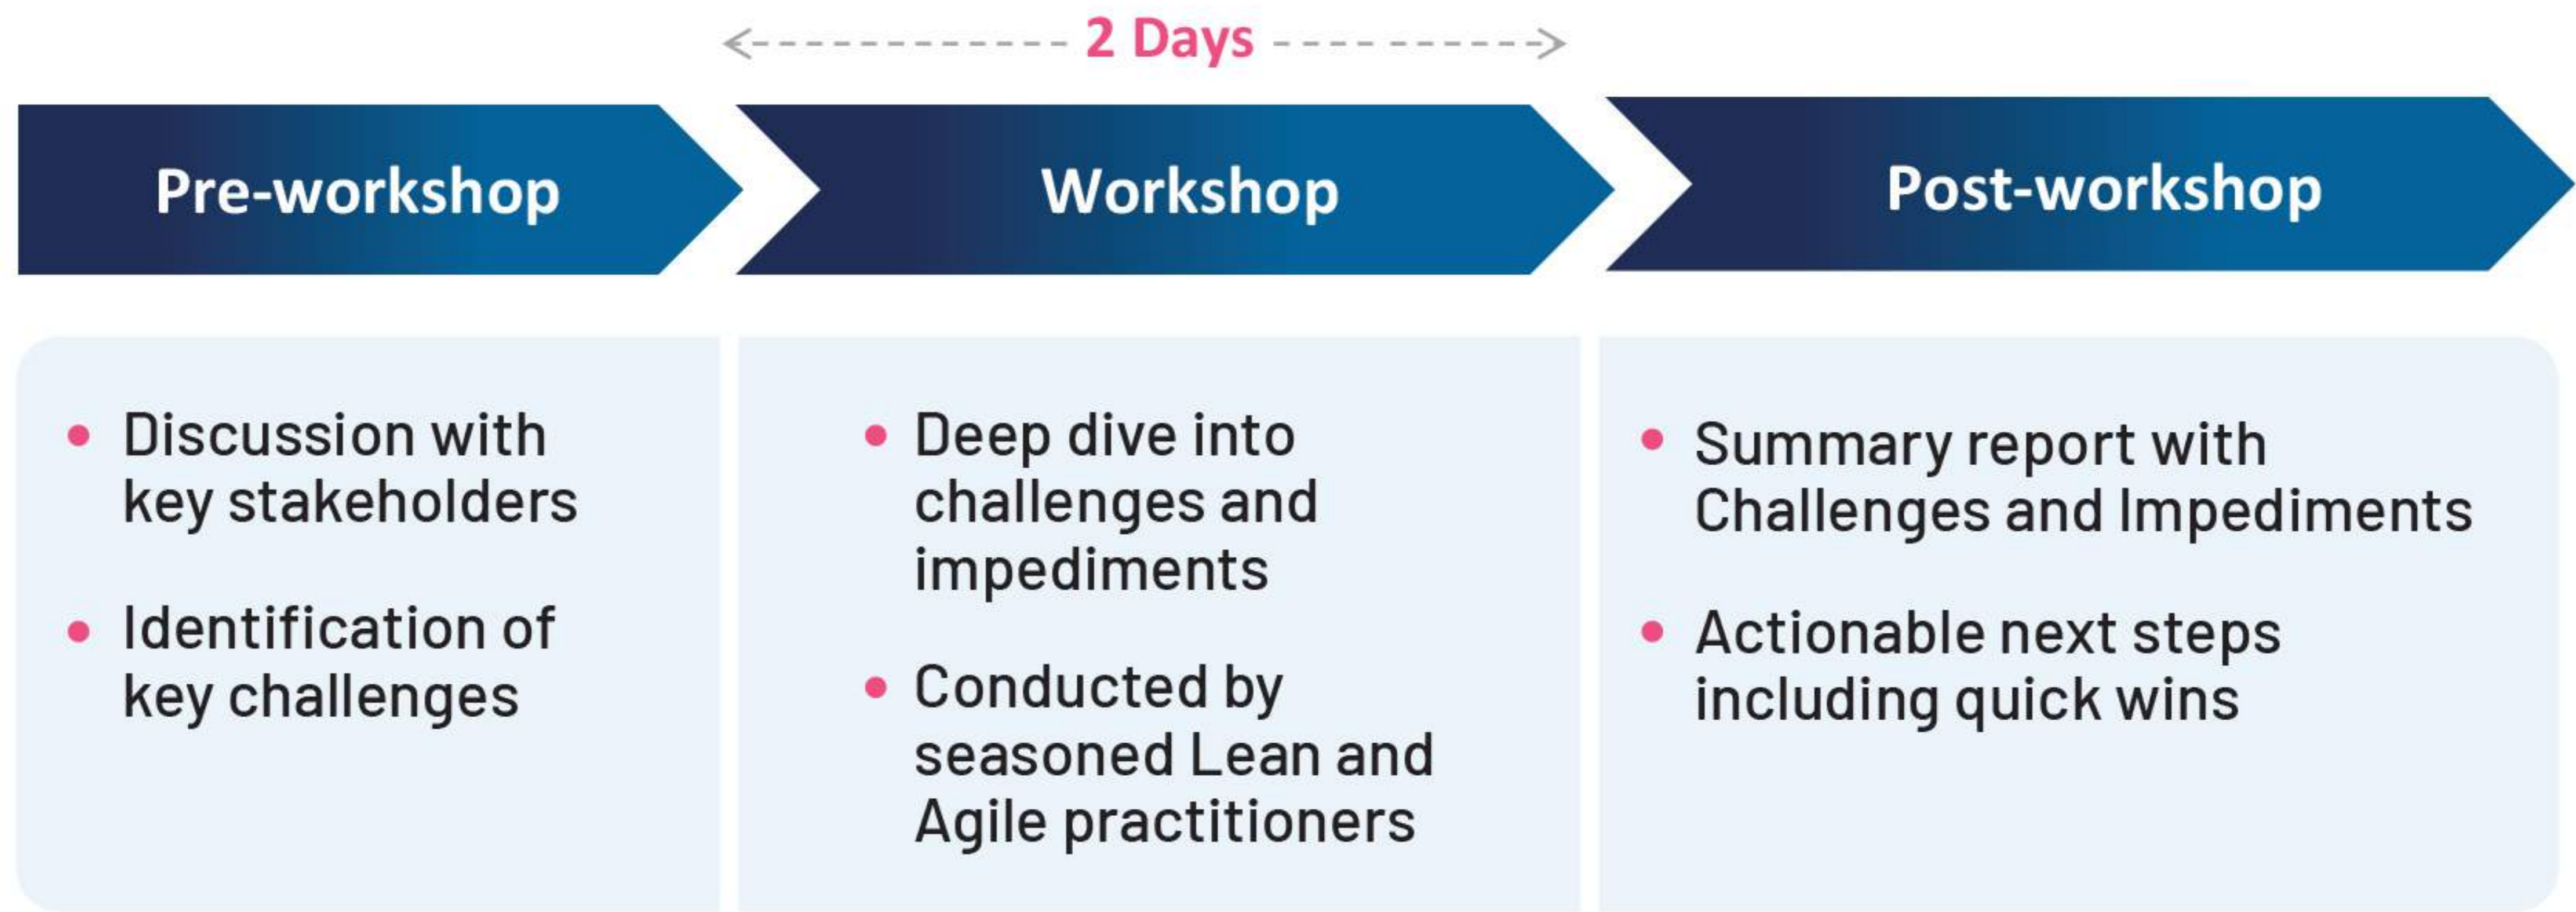 2 Days
Pre-workshop
Workshop
Post-workshop
• Discussion with
key stakeholders
• Identification of
key challenges
• Deep dive into
challenges and
impediments
• Conducted by
seasoned Lean and
Agile practitioners
• Summary report with
Challenges and Impediments
• Actionable next steps
including quick wins